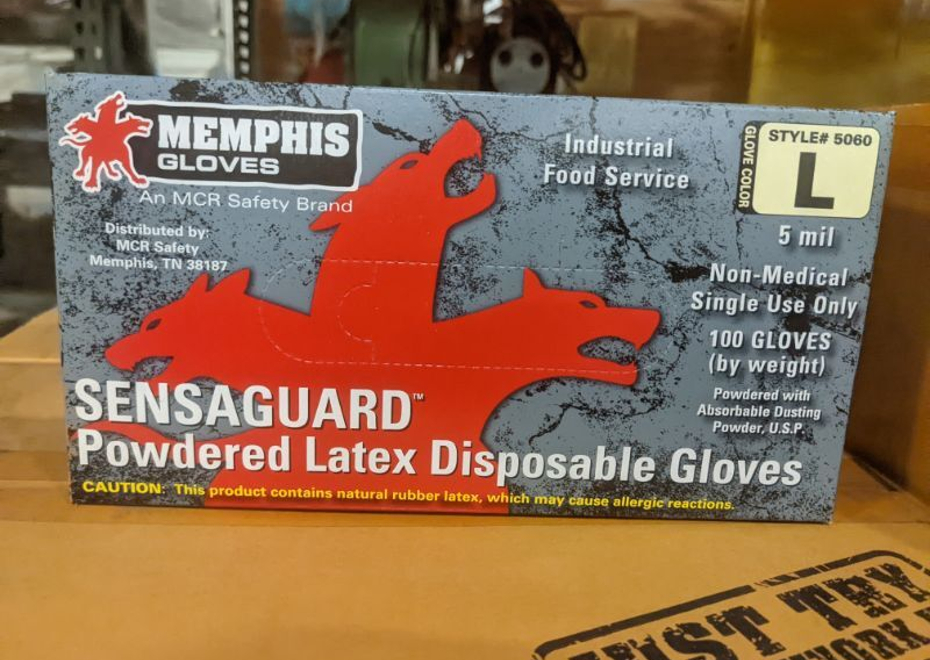 MEMPHIS
GLOVES
An MCR Safety Brand
Distributed by:
MCR Safety
Memphis, TN 38187
Industrial
Food Service
GLOVE COLOR
STYLE# 5060
L
5 mil
Non-Medical
Single Use Only
100 GLOVES
(by weight)
Powdered with
Absorbable Dusting
Powder, U.S.P.
SENSAGUARD™
Powdered Latex Disposable Gloves
CAUTION: This product contains natural rubber latex, which may cause allergic reactions.
TRY